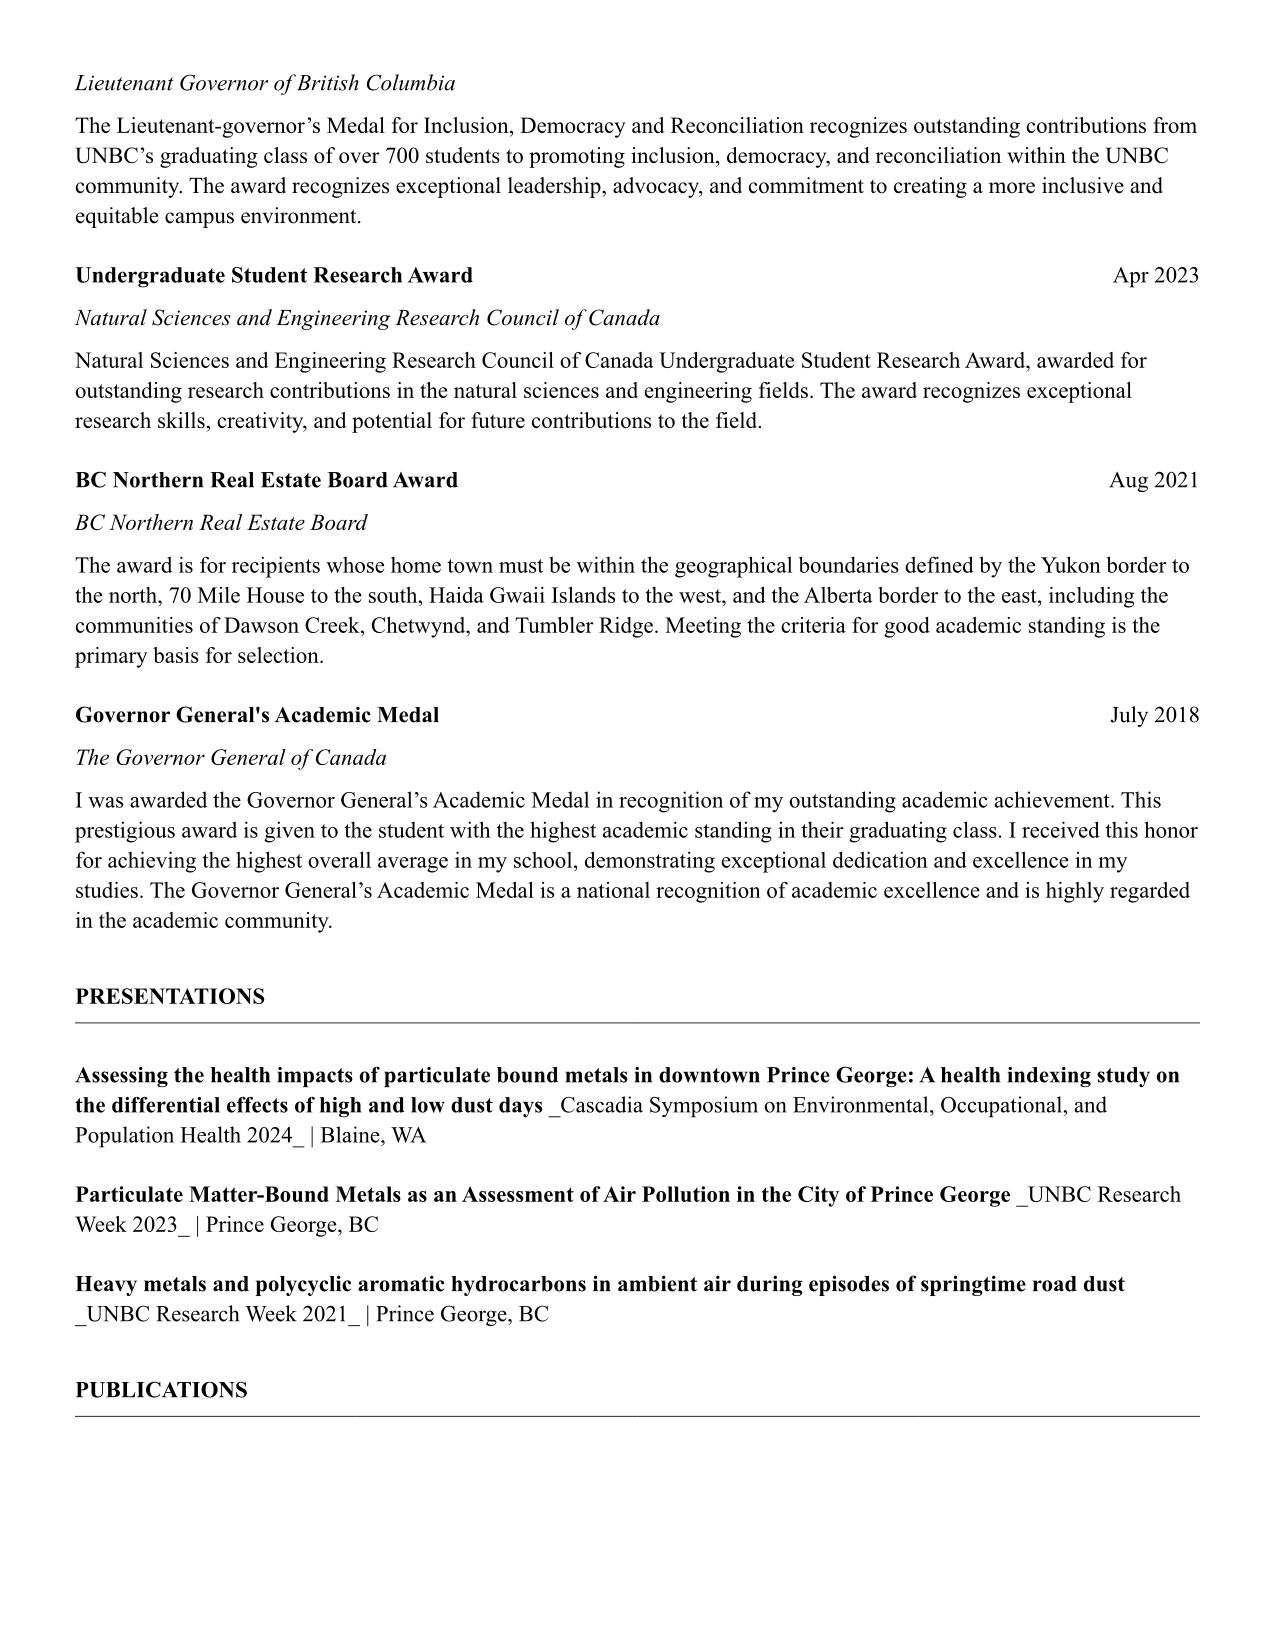 Lieutenant Governor of British Columbia
The Lieutenant-governor’s Medal for Inclusion, Democracy and Reconciliation recognizes outstanding contributions from
UNBC’s graduating class of over 700 students to promoting inclusion, democracy, and reconciliation within the UNBC
community. The award recognizes exceptional leadership, advocacy, and commitment to creating a more inclusive and
equitable campus environment.
Undergraduate Student Research Award Apr 2023
Natural Sciences and Engineering Research Council of Canada
Natural Sciences and Engineering Research Council of Canada Undergraduate Student Research Award, awarded for
outstanding research contributions in the natural sciences and engineering fields. The award recognizes exceptional
research skills, creativity, and potential for future contributions to the field.
BC Northern Real Estate Board Award Aug 2021
BC Northern Real Estate Board
The award is for recipients whose home town must be within the geographical boundaries defined by the Yukon border to
the north, 70 Mile House to the south, Haida Gwaii Islands to the west, and the Alberta border to the east, including the
communities of Dawson Creek, Chetwynd, and Tumbler Ridge. Meeting the criteria for good academic standing is the
primary basis for selection.
Governor General's Academic Medal July 2018
The Governor General of Canada
I was awarded the Governor General’s Academic Medal in recognition of my outstanding academic achievement. This
prestigious award is given to the student with the highest academic standing in their graduating class. I received this honor
for achieving the highest overall average in my school, demonstrating exceptional dedication and excellence in my
studies. The Governor General’s Academic Medal is a national recognition of academic excellence and is highly regarded
in the academic community.
PRESENTATIONS
Assessing the health impacts of particulate bound metals in downtown Prince George: A health indexing study on
the differential effects of high and low dust days _Cascadia Symposium on Environmental, Occupational, and
Population Health 2024_ | Blaine, WA
Particulate Matter-Bound Metals as an Assessment of Air Pollution in the City of Prince George _UNBC Research
Week 2023_ | Prince George, BC
Heavy metals and polycyclic aromatic hydrocarbons in ambient air during episodes of springtime road dust
_UNBC Research Week 2021_ | Prince George, BC
PUBLICATIONS